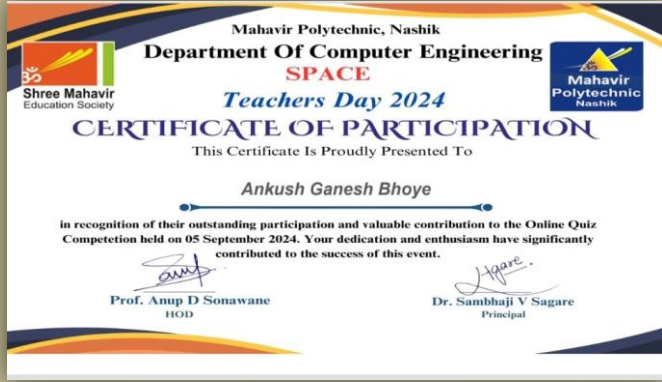 Mahavir Polytechnic, Nashik
Department Of Computer Engineering
SPACE
Teachers Day 2024
Shree Mahavir
Education Society
Mahavir
Polytechnic
Nashik
CERTIFICATE OF PARTICIPATION
This Certificate Is Proudly Presented To
Ankush Ganesh Bhoye
in recognition of their outstanding participation and valuable contribution to the Online Quiz
Competetion held on 05 September 2024. Your dedication and enthusiasm have significantly
contributed to the success of this event.
Prof. Anup D Sonawane
HOD
Dr. Sambhaji V Sagare
Principal